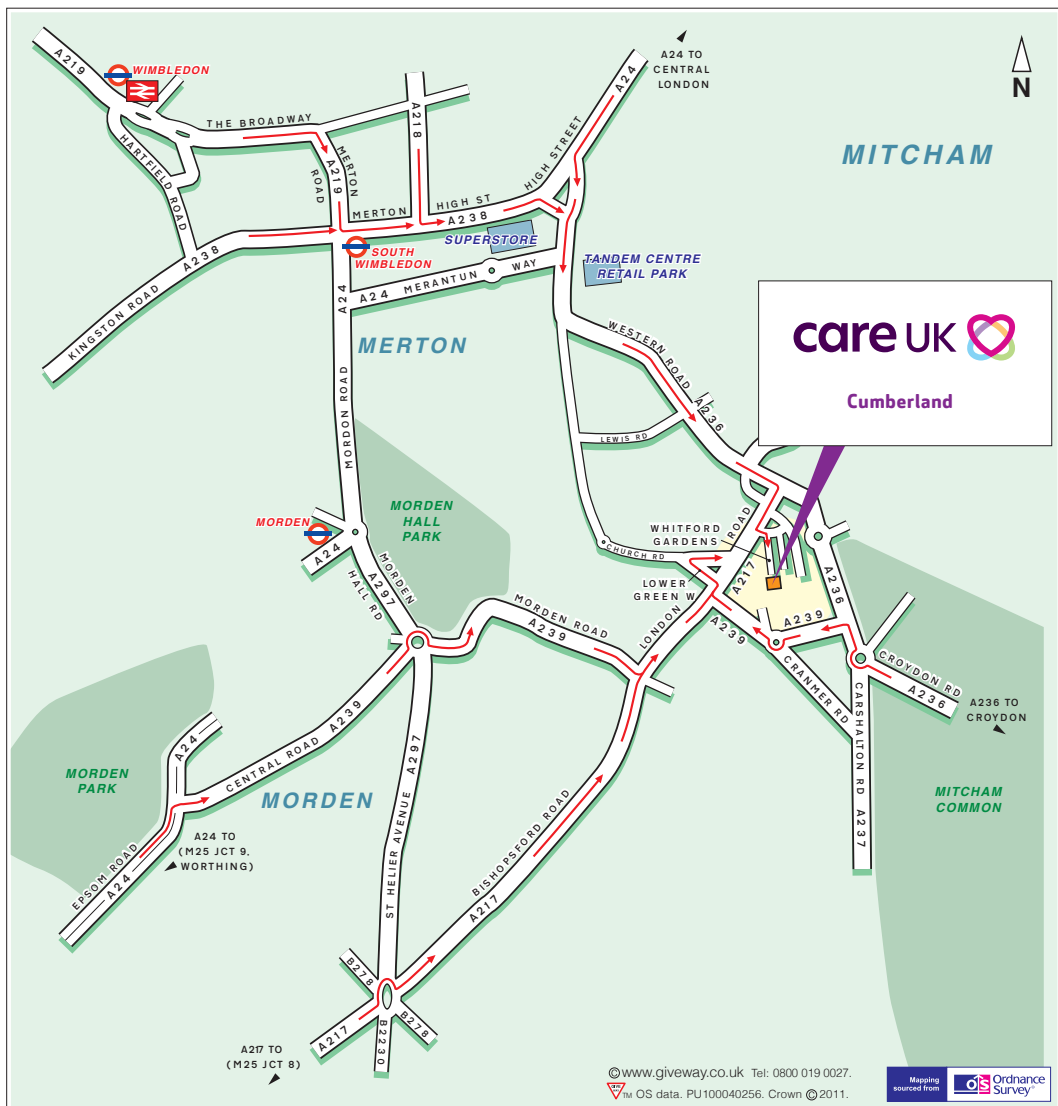 A219
WIMBLEDON
THE BROADWAY
HARTFIELD ROAD
MERTON
ROAD
A219
A218
A24 TO
CENTRAL
LONDON
A24
HIGH STREET
N
MITCHAM
MERTON
HIGH ST
A238
SUPERSTORE
SOUTH
WIMBLEDON
TANDEM CENTRE
RETAIL PARK
A238
KINGSTON ROAD
A24
A24
MERANTUN
WAY
MERTON
WESTERN ROAD
A236
care UK
Cumberland
MORDON ROAD
LEWIS RD
MORDEN
HALL
PARK
MORDEN
A24
MORDEN
HALL RD
A297
WHITFORD
GARDENS
ROAD
CHURCH RD
A217
LOWER
GREEN W
LONDON
A236
A239
A239
MORDEN ROAD
A239
CRANMER RD
CROYDON RD
A236
A236 TO
CROYDON
CARSHALTON RD
A237
MITCHAM
COMMON
A24
CENTRAL ROAD
A239
MORDEN
PARK
MORDEN
A24 TO
(M25 JCT 9,
WORTHING)
EPSOM ROAD
A24
ST HELIER AVENUE
A297
BISHOPSFORD ROAD
A217
B278
A217
B2230
B278
A217 TO
(M25 JCT 8)
©www.giveway.co.uk Tel: 0800 019 0027.
GIVE WAY TM OS data. PU100040256. Crown © 2011.
Mapping
sourced from
OS
Ordnance
Survey®